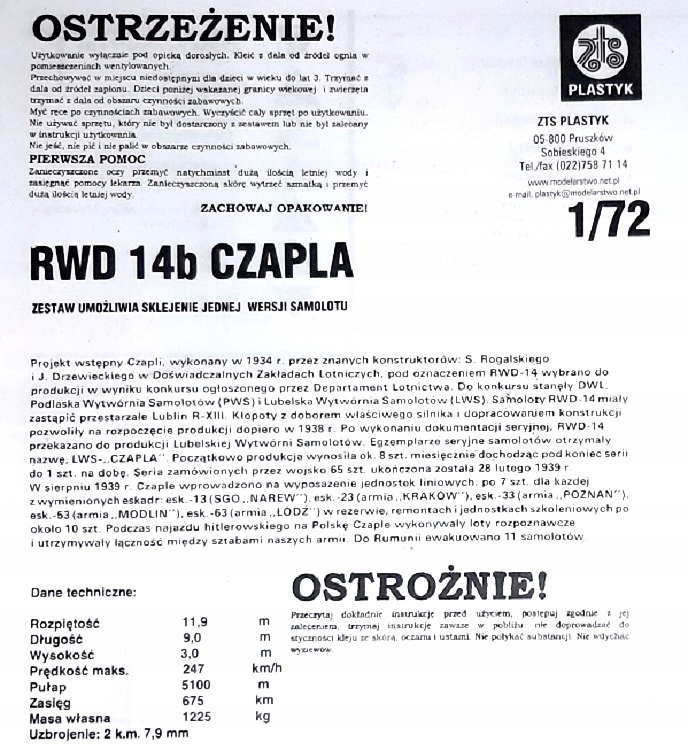 OSTRZEŻENIE!
Użytkowanie wyłącznie pod opieką dorosłych. Kleić z dala od źródeł ognia w
pomieszczeniach wentylowanych.
Przechowywać w miejscu niedostępnymi dla dzieci w wieku do lat 3. Trzymać z
dala od źródeł zapłonu. Dzieci poniżej wskazanej granicy wiekowej i zwierzęta
trzymać z dala od obszaru czynności zabawowych.
Myć ręce po czynnościach zabawowych. Wyczyścić cały sprzęt po użytkowaniu.
Nie używać sprzętu, który nie był dostarczony z zestawem lub nie był zalecany
w instrukcji użytkowania.
Nie jeść, nie pić i nie palić w obszarze czynności zabawowych.
PIERWSZA POMOC
Zanieczyszczone oczy przemyć natychmiast dużą ilością letniej wody i
zasięgnąć pomocy lekarza. Zanieczyszczoną skórę wytrzeć szmatką i przemyć
dużą ilością letniej wody.
ZACHOWAJ OPAKOWANIE!
zts
PLASTYK
ZTS PLASTYK
05-800 Pruszków
Sobieskiego 4
Tel./fax (022)758 71 14
www.modelarstwo.net.pl
e-mail. plastyk@modelarstwo.net.pl
1/72
RWD 14b CZAPLA
ZESTAW UMOŻLIWIA SKLEJENIE JEDNEJ WERSJI SAMOLOTU
Projekt wstępny Czapli, wykonany w 1934 r. przez znanych konstruktorów: S. Rogalskiego
i J. Drzewieckiego w Doświadczalnych Zakładach Lotniczych, pod oznaczeniem RWD-14 wybrano do
produkcji w wyniku konkursu ogłoszonego przez Departament Lotnictwa. Do konkursu stanęły DWL,
Podlaska Wytwórnia Samolotów (PWS) i Lubelska Wytwórnia Samolotów (LWS). Samoloty RWD-14 miały
zastąpić przestarzałe Lublin R-XIII. Kłopoty z doborem właściwego silnika i dopracowaniem konstrukcji
pozwoliły na rozpoczęcie produkcji dopiero w 1938 r. Po wykonaniu dokumentacji seryjnej, RWD-14
przekazano do produkcji Lubelskiej Wytwórni Samolotów. Egzemplarze seryjne samolotów otrzymały
nazwę, LWS-,,CZAPLA". Początkowo produkcja wynosiła ok. 8 szt. miesięcznie dochodząc pod koniec serii
do 1 szt. na dobę. Seria zamówionych przez wojsko 65 szt. ukończona została 28 lutego 1939 r.
W sierpniu 1939 r. Czaple wprowadzono na wyposażenie jednostek liniowych, po 7 szt. dla każdej
z wymienionych eskadr: esk.-13 (SGO ,,NAREW"), esk.-23 (armia ,,KRAKÓW"), esk.-33 (armia ,,POZNAŃ"),
esk.-53 (armia ,,MODLIN"), esk.-63 (armia ,,ŁÓDŹ") w rezerwie, remontach i jednostkach szkoleniowych po
około 10 szt. Podczas najazdu hitlerowskiego na Polskę Czaple wykonywały loty rozpoznawcze
i utrzymywały łączność między sztabami naszych armii. Do Rumunii ewakuowano 11 samolotów.
Dane techniczne:
Rozpiętość 11,9 m
Długość 9,0 m
Wysokość 3,0 m
Prędkość maks. 247 km/h
Pułap 5100 m
Zasięg 675 km
Masa własna 1225 kg
Uzbrojenie: 2 k.m. 7,9 mm
OSTROŻNIE!
Przeczytaj dokładnie instrukcję przed użyciem, postępuj zgodnie z jej
zaleceniem, trzymaj instrukcję zawsze w pobliżu nie doprowadzać do
styczności kleju ze skórą, oczami i ustami. Nie połykać substancji. Nie wdychać
wyziewów.